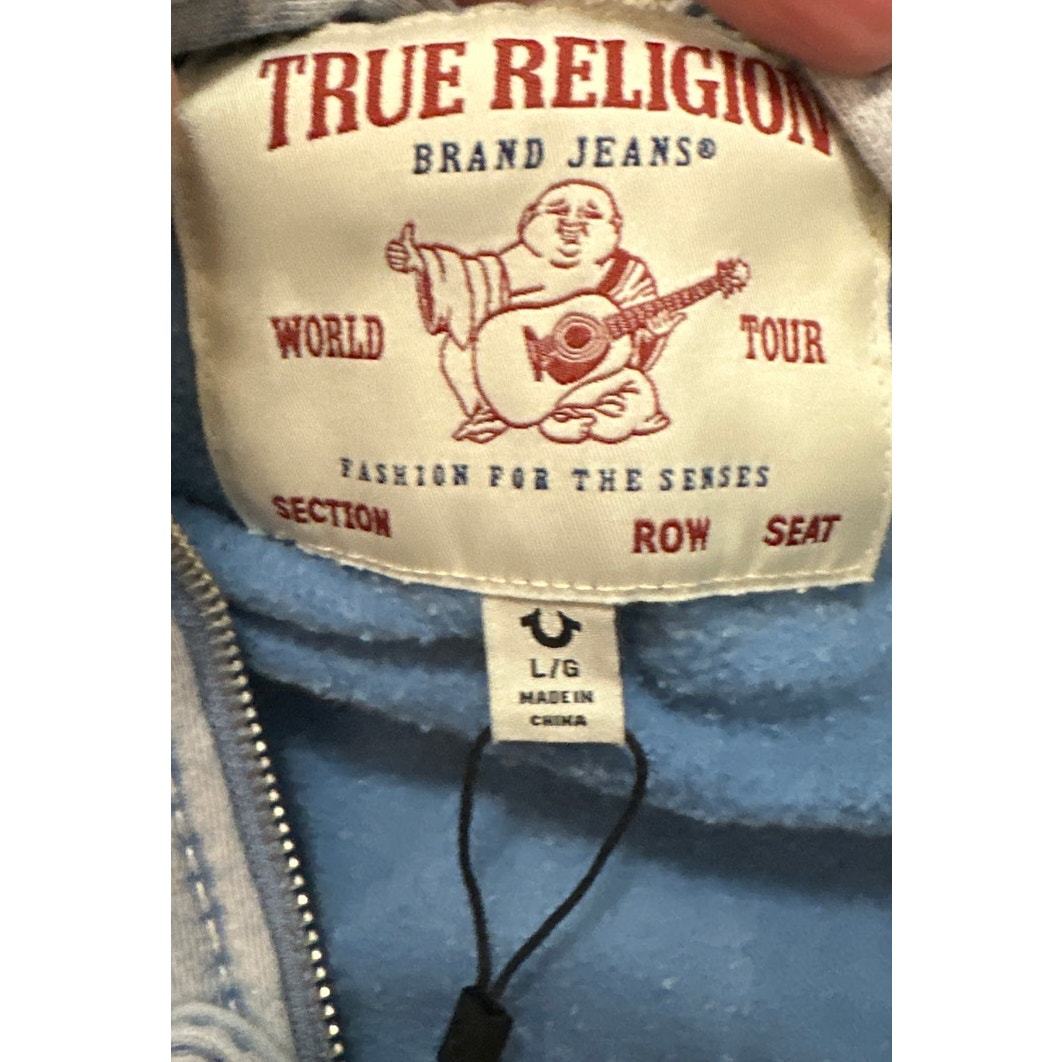 TRUE RELIGION
BRAND JEANS®
WORLD TOUR
FASHION FOR THE SENSES
SECTION ROW SEAT
L/G
MADE IN
CHINA